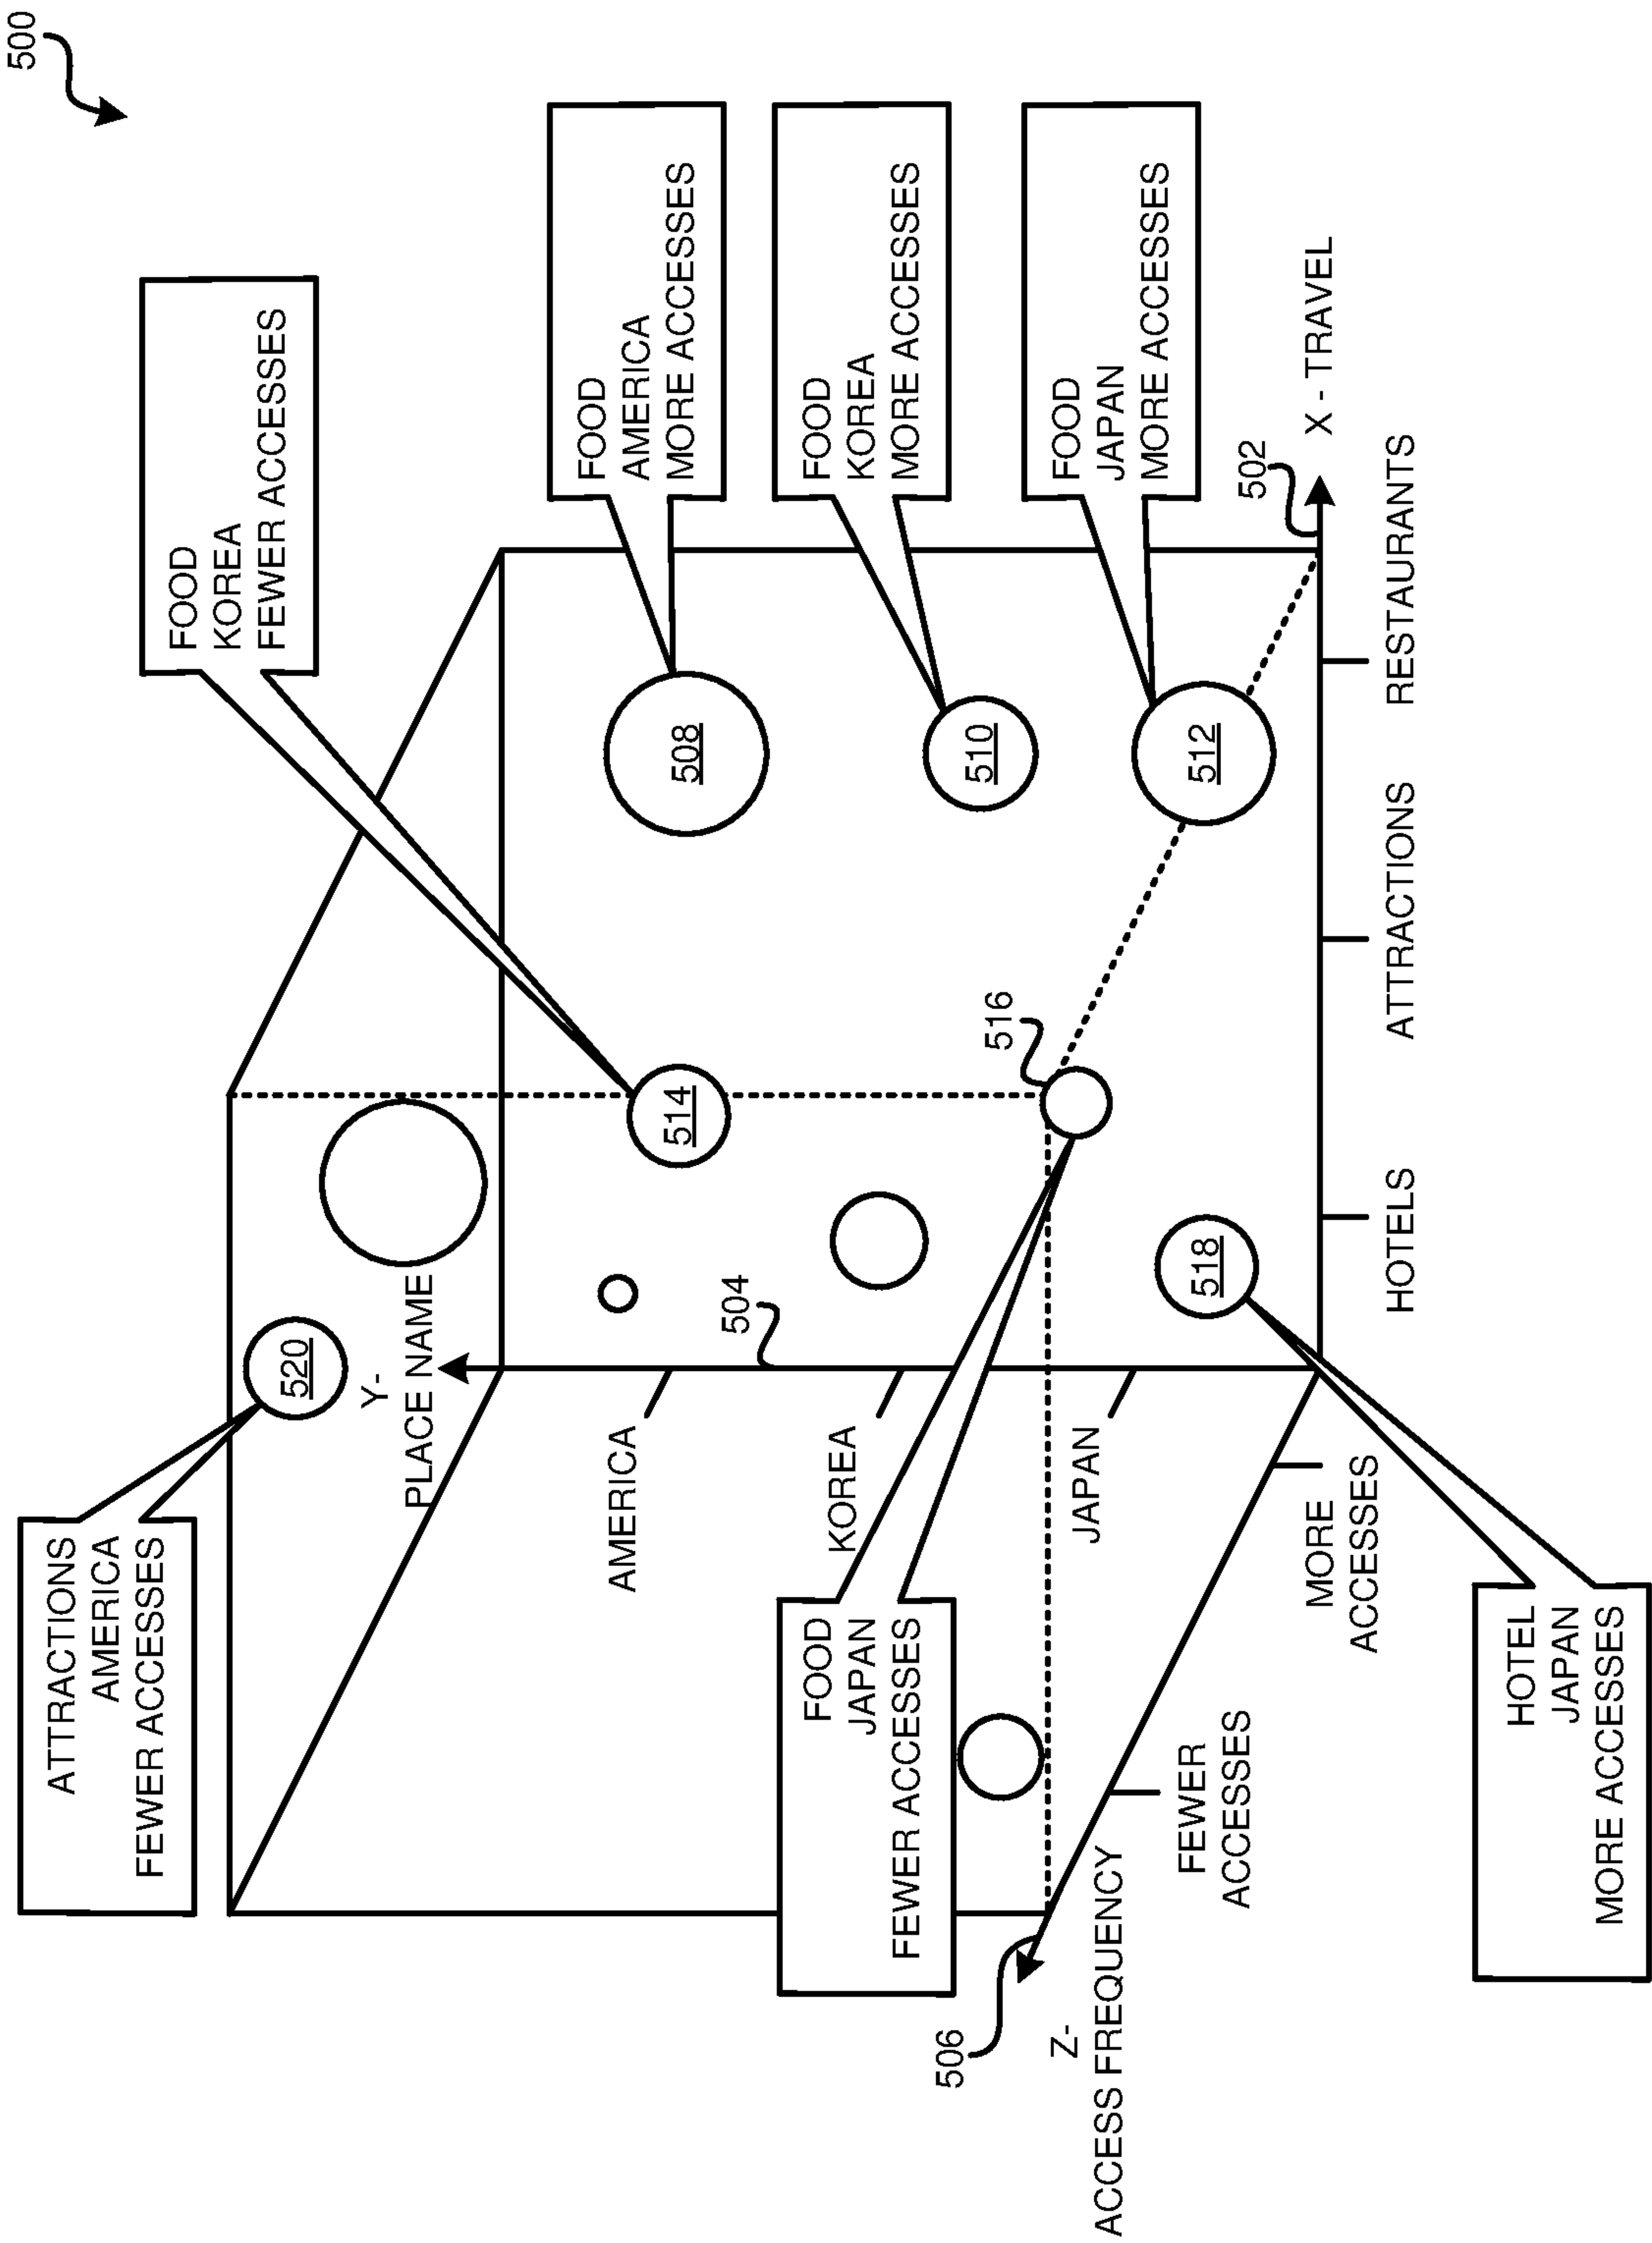 500
ATTRACTIONS
AMERICA
FEWER ACCESSES
520
FOOD
KOREA
FEWER ACCESSES
Y-
PLACE NAME
FOOD
AMERICA
MORE ACCESSES
508
514
AMERICA
504
FOOD
KOREA
MORE ACCESSES
510
KOREA
FOOD
JAPAN
FEWER ACCESSES
516
FOOD
JAPAN
MORE ACCESSES
512
JAPAN
518
506
Z-
ACCESS FREQUENCY
FEWER
ACCESSES
MORE
ACCESSES
502
X - TRAVEL
HOTELS
ATTRACTIONS
RESTAURANTS
HOTEL
JAPAN
MORE ACCESSES